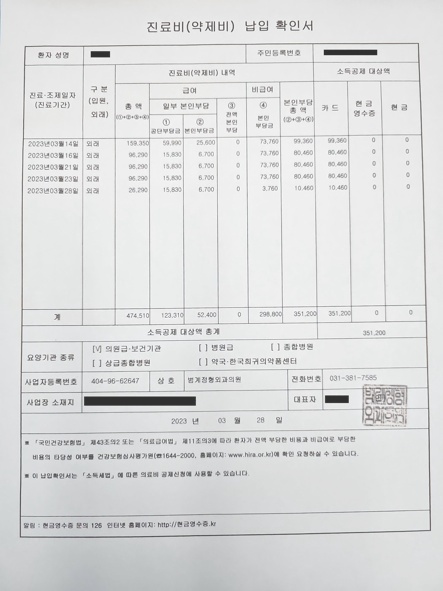 진료비(약제비) 납입 확인서
환자 성명 주민등록번호
진료·조제일자 (진료기간) 구 분 (입원, 외래) 진료비(약제비) 내역 소득공제 대상액
급여 비급여
총 액 (①+②+③+④) 일부 본인부담 ③ 전액 본인 부담 ④ 본인 부담금 본인부담 총 액 (②+③+④) 카 드 현 금 영수증 현 금
① 공단부담금 ② 본인부담금
2023년03월14일 외래 159,350 59,990 25,600 0 73,760 99,360 99,360 0 0
2023년03월16일 외래 96,290 15,830 6,700 0 73,760 80,460 80,460 0 0
2023년03월21일 외래 96,290 15,830 6,700 0 73,760 80,460 80,460 0 0
2023년03월23일 외래 96,290 15,830 6,700 0 73,760 80,460 80,460 0 0
2023년03월28일 외래 26,290 15,830 6,700 0 3,760 10,460 10,460 0 0
계 474,510 123,310 52,400 0 298,800 351,200 351,200 0 0
소득공제 대상액 총계 351,200
요양기관 종류 [V] 의원급·보건기관 [ ] 병원급 [ ] 종합병원
[ ] 상급종합병원 [ ] 약국·한국희귀의약품센터
사업자등록번호 404-96-62647 상 호 범계정형외과의원 전화번호 031-381-7585
사업장 소재지 대표자
2023 년 03 월 28 일
※ 「국민건강보험법」 제43조의2 또는 「의료급여법」 제11조의3에 따라 환자가 전액 부담한 비용과 비급여로 부담한
비용의 타당성 여부를 건강보험심사평가원(☎1644-2000, 홈페이지: www.hira.or.kr)에 확인 요청하실 수 있습니다.
※ 이 납입확인서는 「소득세법」에 따른 의료비 공제신청에 사용할 수 있습니다.
알림 : 현금영수증 문의 126 인터넷 홈페이지: http://현금영수증.kr